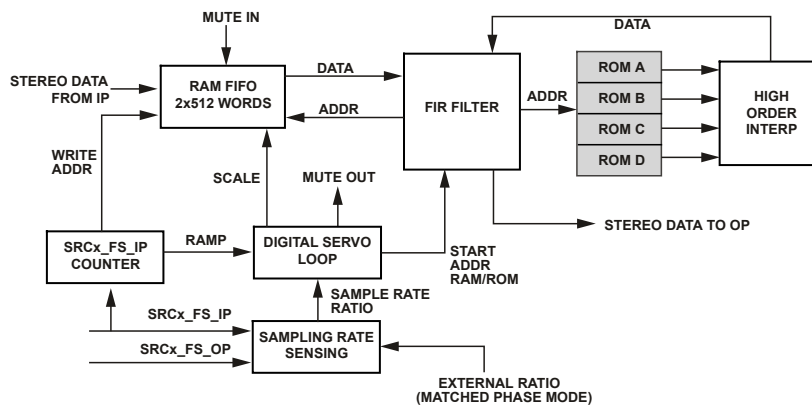 MUTE IN
DATA
STEREO DATA
FROM IP
RAM FIFO
2x512 WORDS
DATA
ADDR
FIR FILTER
ADDR
ROM A
ROM B
ROM C
ROM D
HIGH
ORDER
INTERP
WRITE
ADDR
SCALE
MUTE OUT
STEREO DATA TO OP
SRCx_FS_IP
COUNTER
RAMP
DIGITAL SERVO
LOOP
START
ADDR
RAM/ROM
SAMPLE RATE
RATIO
SRCx_FS_IP
SRCx_FS_OP
SAMPLING RATE
SENSING
EXTERNAL RATIO
(MATCHED PHASE MODE)